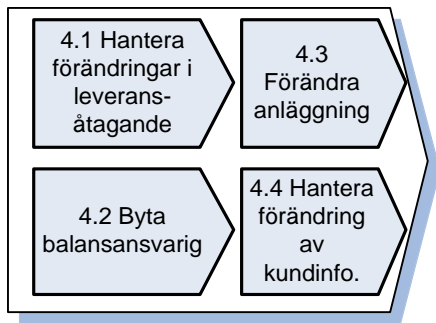 4.1 Hantera
förändringar i
leverans-
åtagande
4.3
Förändra
anläggning
4.2 Byta
balansansvarig
4.4 Hantera
förändring
av
kundinfo.